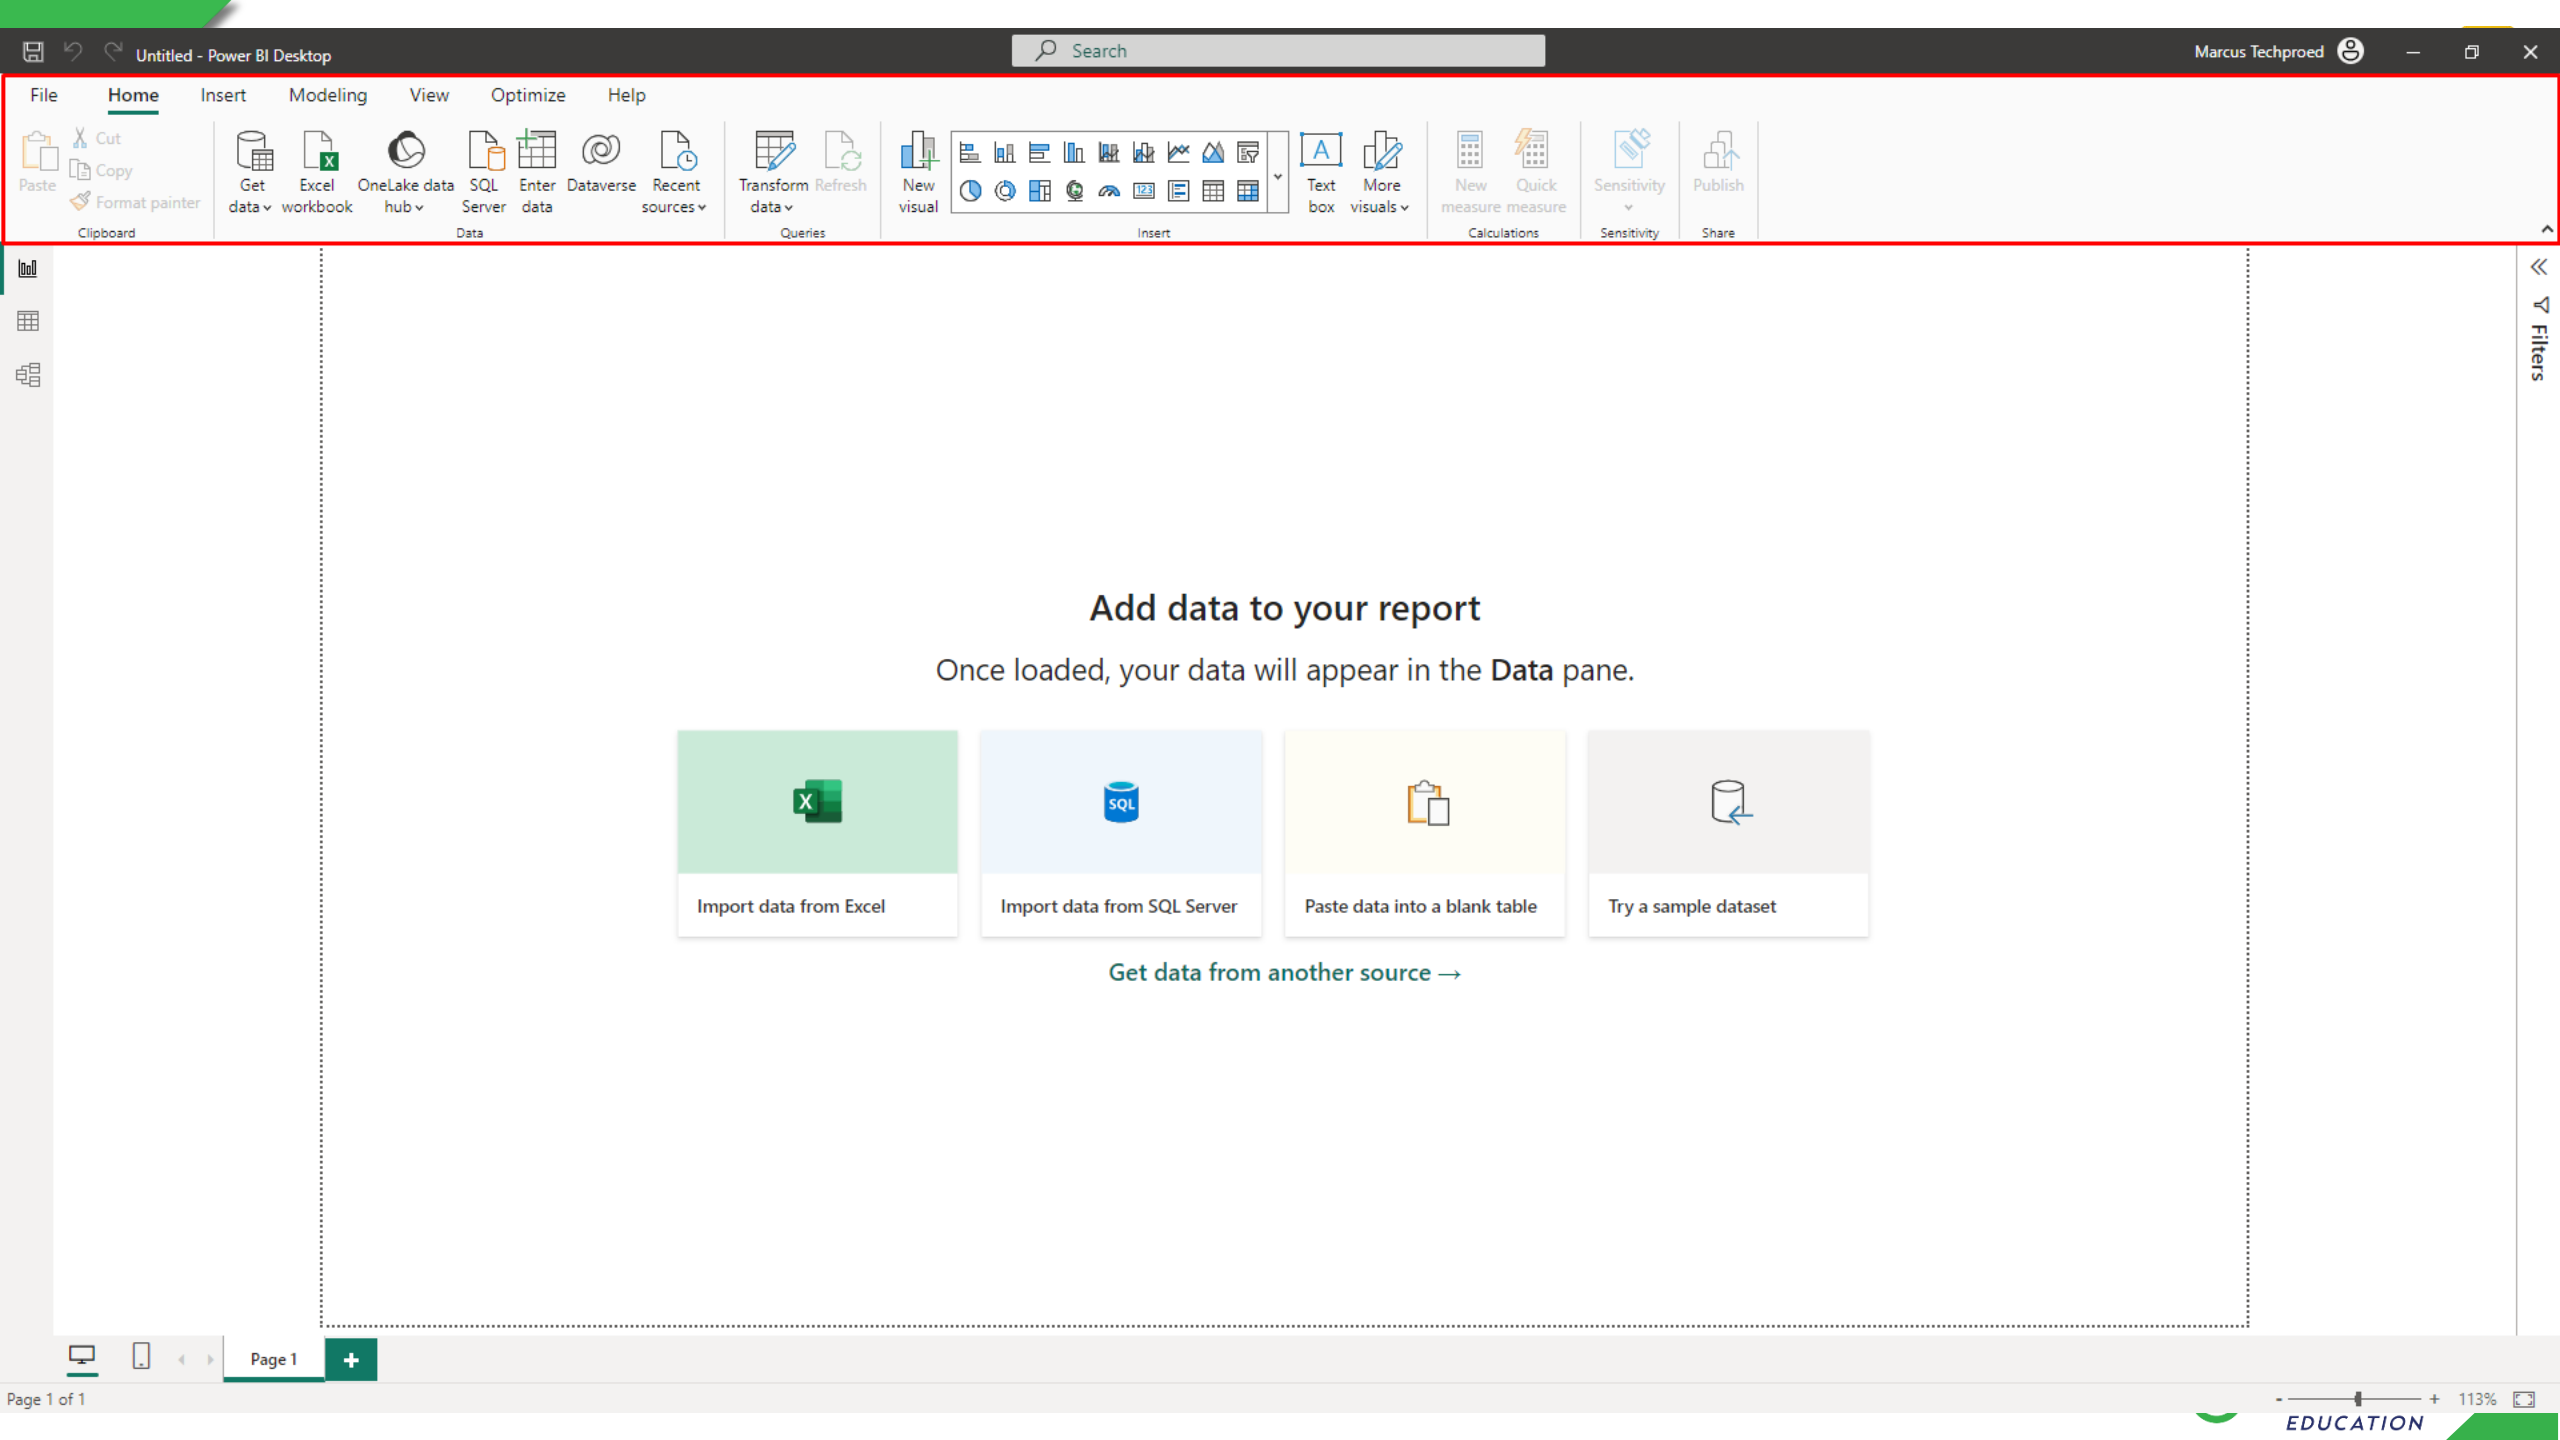 Untitled - Power BI Desktop
Search
Marcus Techproed
File Home Insert Modeling View Optimize Help
Paste
Cut
Copy
Format painter
Clipboard
Get data
Excel workbook
OneLake data hub
SQL Server
Enter data
Dataverse
Recent sources
Data
Transform data
Refresh
Queries
New visual
123
A
Text box
More visuals
Insert
New measure
Quick measure
Calculations
Sensitivity
Sensitivity
Publish
Share
Filters
Add data to your report
Once loaded, your data will appear in the Data pane.
X
SQL
Import data from Excel
Import data from SQL Server
Paste data into a blank table
Try a sample dataset
Get data from another source →
Page 1
+
Page 1 of 1
- + 113%
EDUCATION